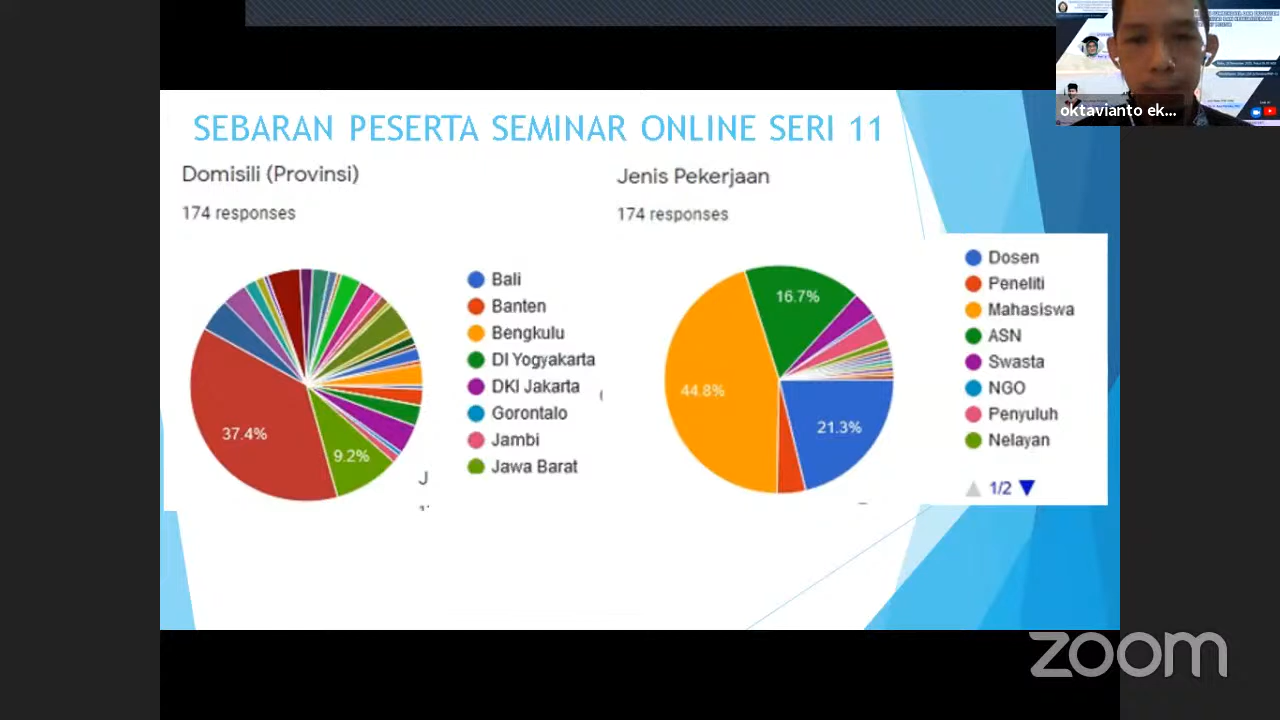 oktavianto ek...
SEBARAN PESERTA SEMINAR ONLINE SERI 11
Domisili (Provinsi)
174 responses
37.4%
9.2%
Bali
Banten
Bengkulu
DI Yogyakarta
DKI Jakarta
Gorontalo
Jambi
Jawa Barat
Jenis Pekerjaan
174 responses
16.7%
44.8%
21.3%
Dosen
Peneliti
Mahasiswa
ASN
Swasta
NGO
Penyuluh
Nelayan
1/2
zoom